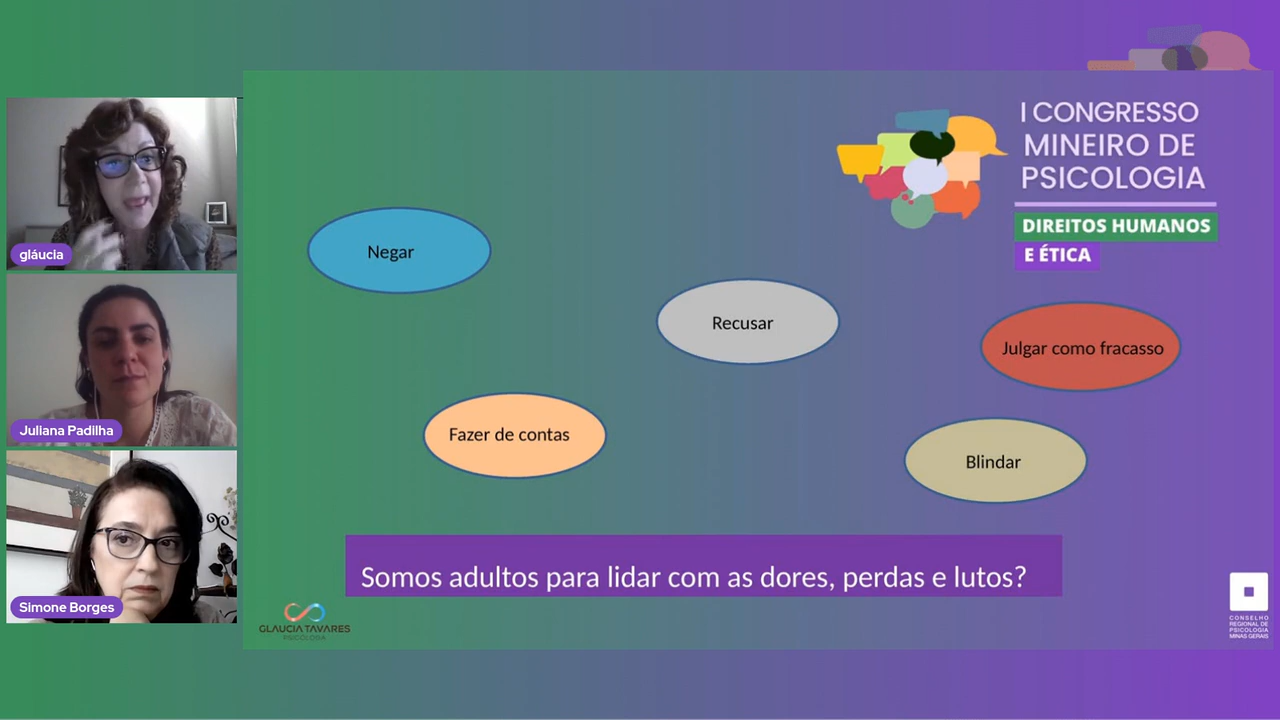 I CONGRESSO
MINEIRO DE
PSICOLOGIA
DIREITOS HUMANOS
E ÉTICA
Negar
Recusar
Julgar como fracasso
Fazer de contas
Blindar
Somos adultos para lidar com as dores, perdas e lutos?
gláucia
Juliana Padilha
Simone Borges
GLAUCIA TAVARES
PSICOLOGIA
CONSELHO
REGIONAL DE
PSICOLOGIA
MINAS GERAIS